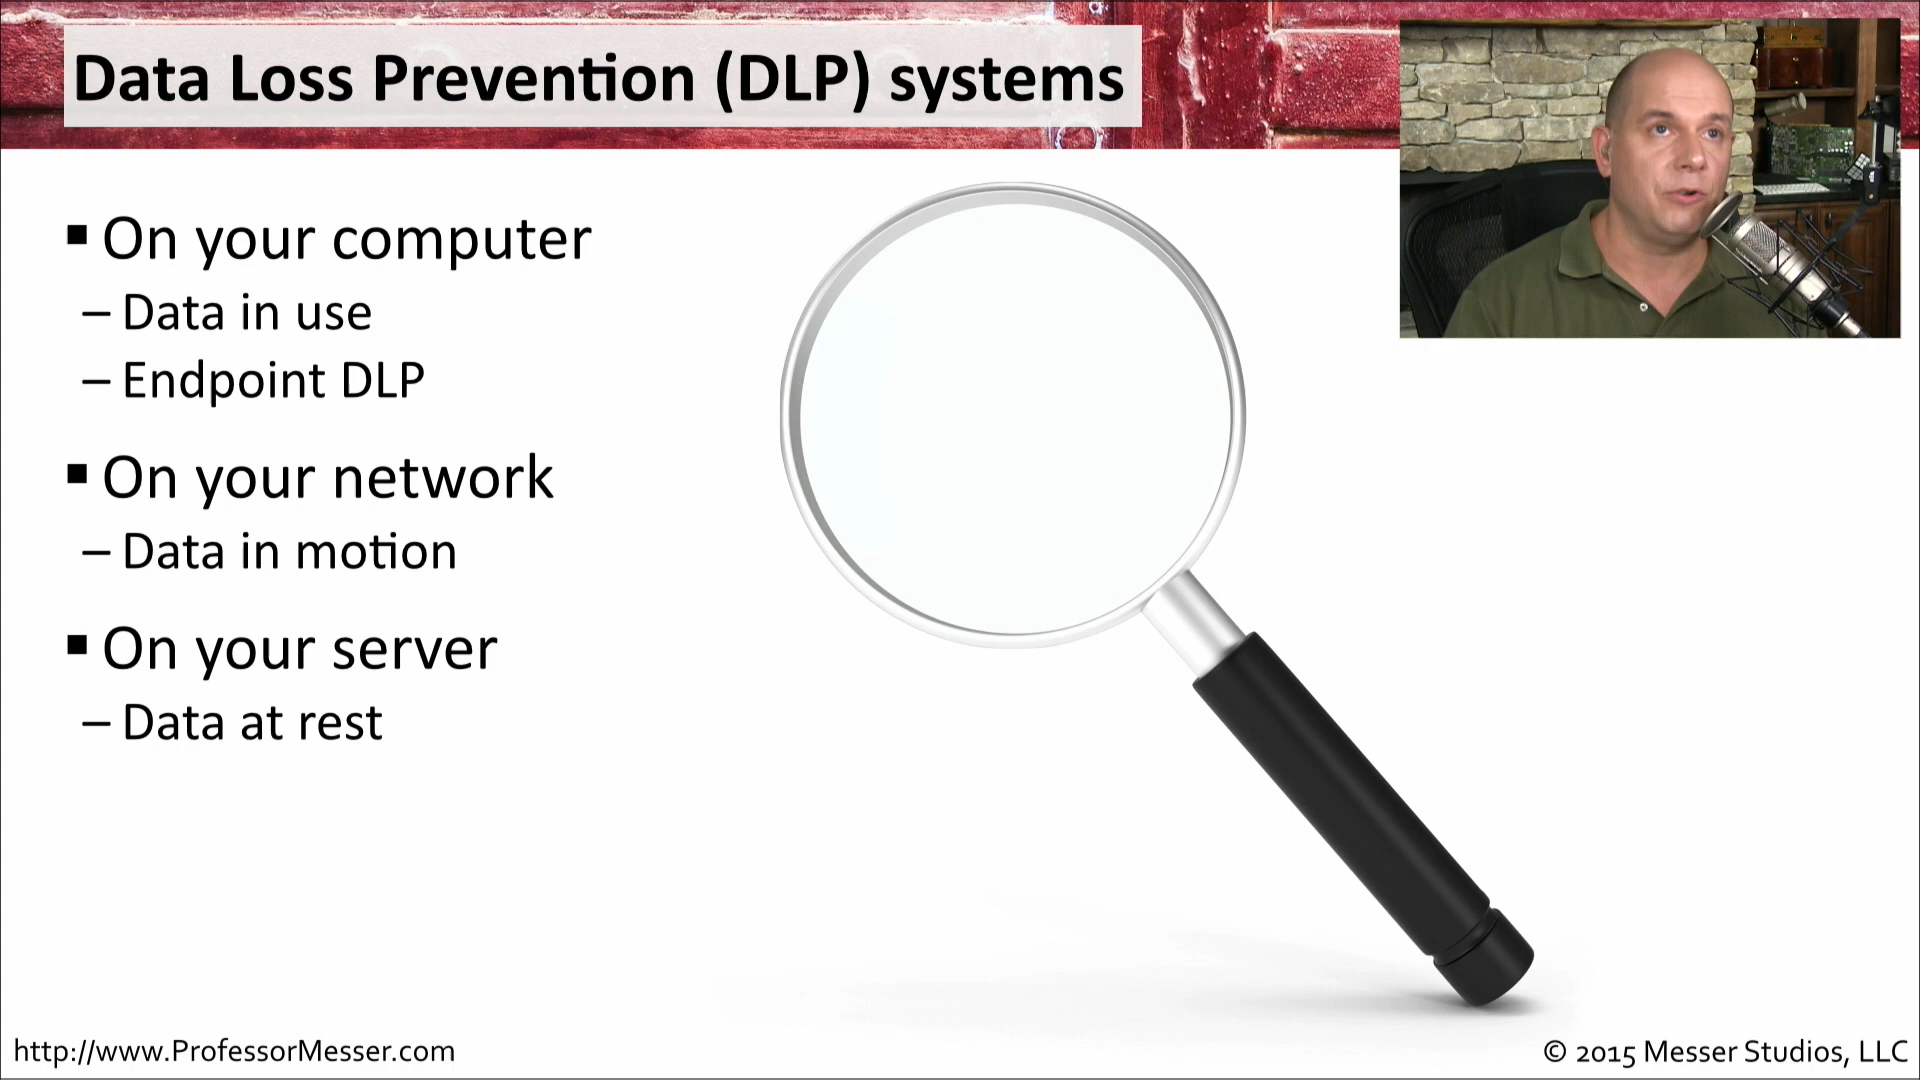 Data Loss Prevention (DLP) systems
▪ On your computer
– Data in use
– Endpoint DLP
▪ On your network
– Data in motion
▪ On your server
– Data at rest
http://www.ProfessorMesser.com
© 2015 Messer Studios, LLC